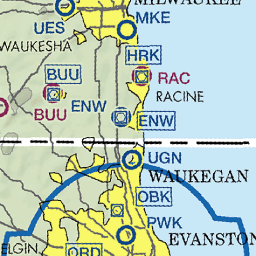 MILWAUKEE
UES
MKE
WAUKESHA
HRK
BUU
RAC
RACINE
BUU
ENW
ENW
UGN
WAUKEGAN
OBK
PWK
EVANSTON
ELGIN
ORD